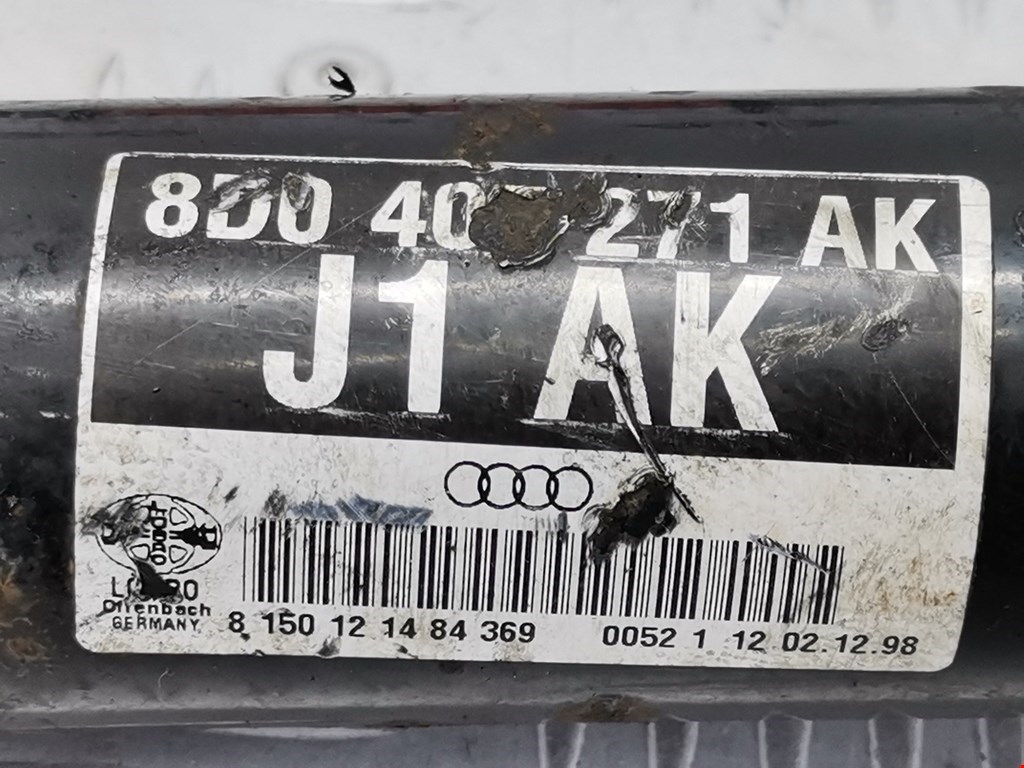 8D0 271 AK
J1 AK
Offenbach
GERMANY
8 150 12 14 84 369 0052 1 12 02.12.98